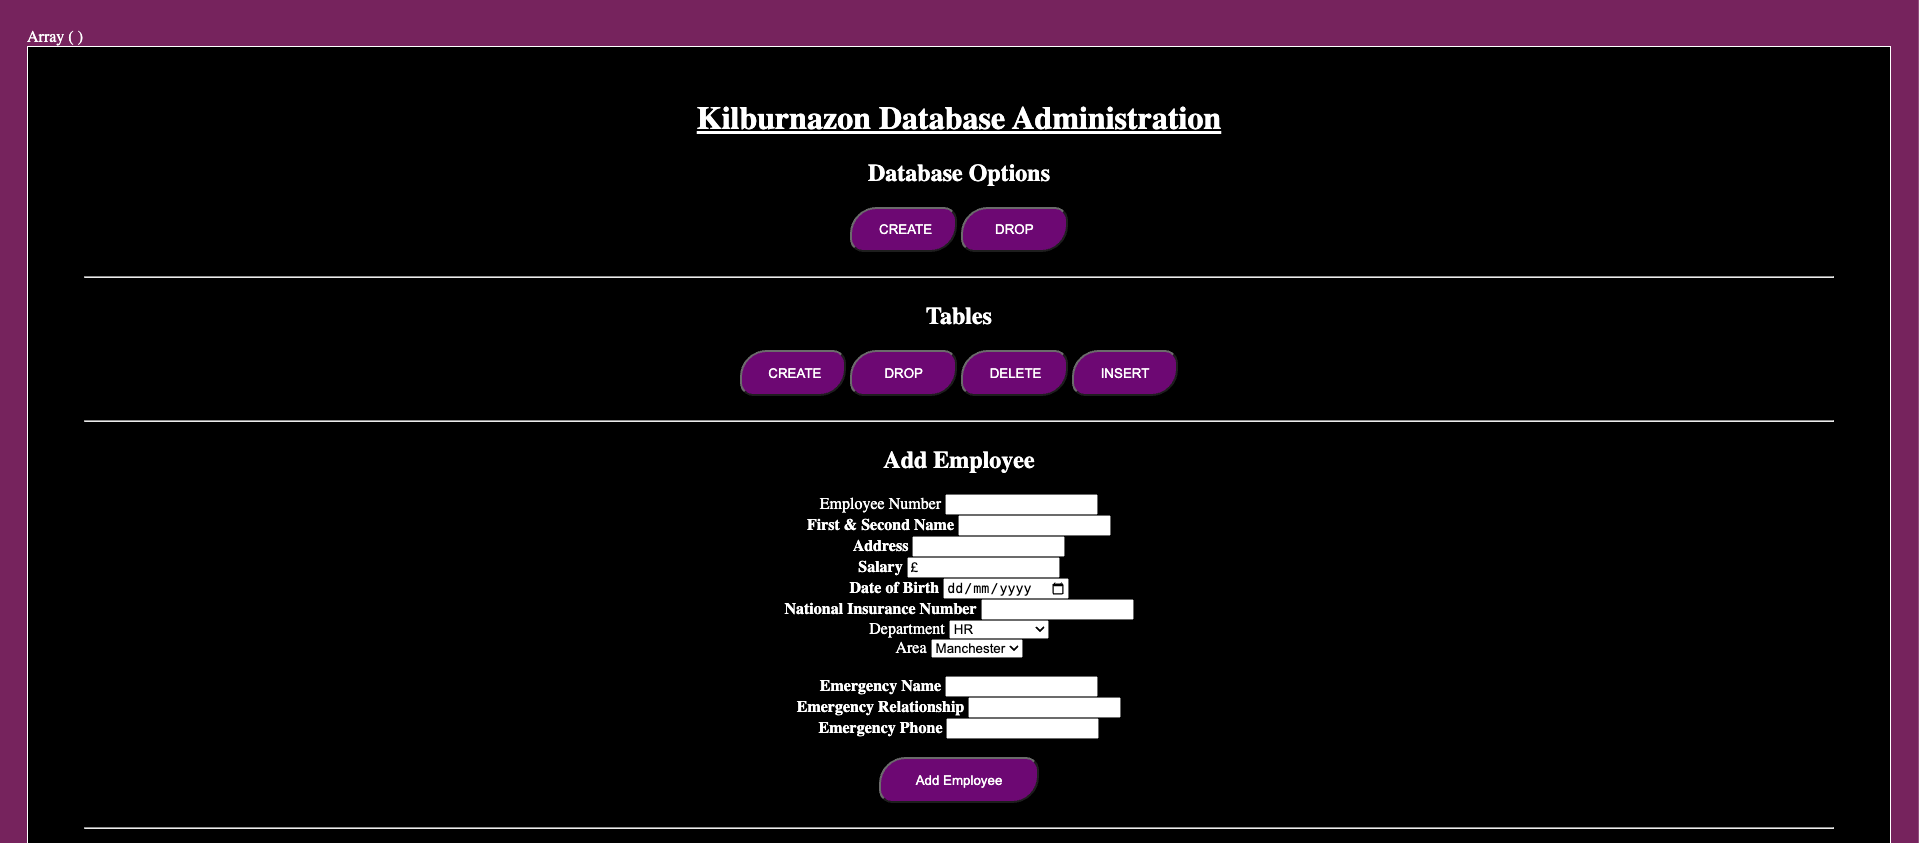 Array ( )
Kilburnazon Database Administration
Database Options
CREATE DROP
Tables
CREATE DROP DELETE INSERT
Add Employee
Employee Number
First & Second Name
Address
Salary £
Date of Birth dd/mm/yyyy
National Insurance Number
Department HR
Area Manchester
Emergency Name
Emergency Relationship
Emergency Phone
Add Employee